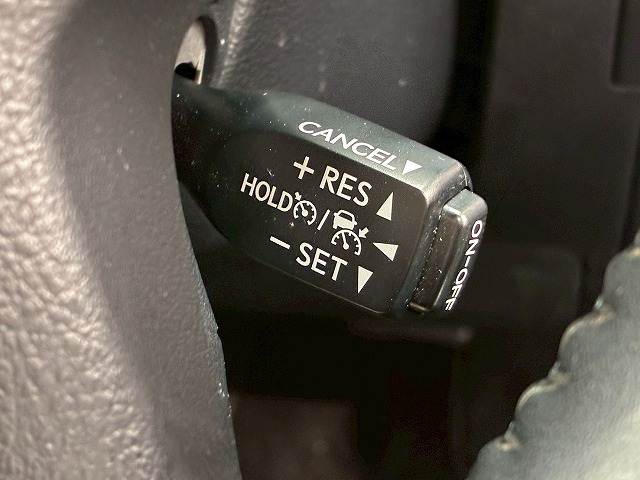 CANCEL▼
+RES▲
HOLD / ◀
−SET▼
ON-OFF